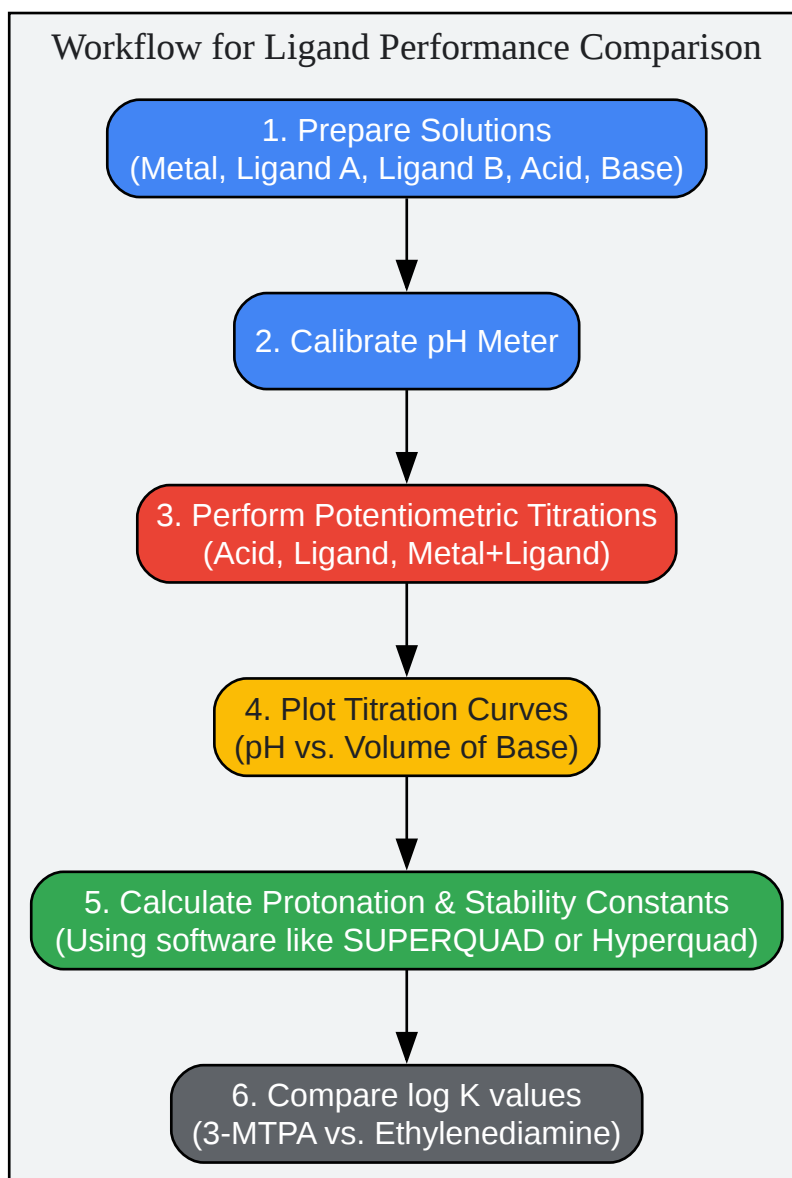 Workflow for Ligand Performance Comparison
1. Prepare Solutions
(Metal, Ligand A, Ligand B, Acid, Base)
2. Calibrate pH Meter
3. Perform Potentiometric Titrations
(Acid, Ligand, Metal+Ligand)
4. Plot Titration Curves
(pH vs. Volume of Base)
5. Calculate Protonation & Stability Constants
(Using software like SUPERQUAD or Hyperquad)
6. Compare log K values
(3-MTPA vs. Ethylenediamine)